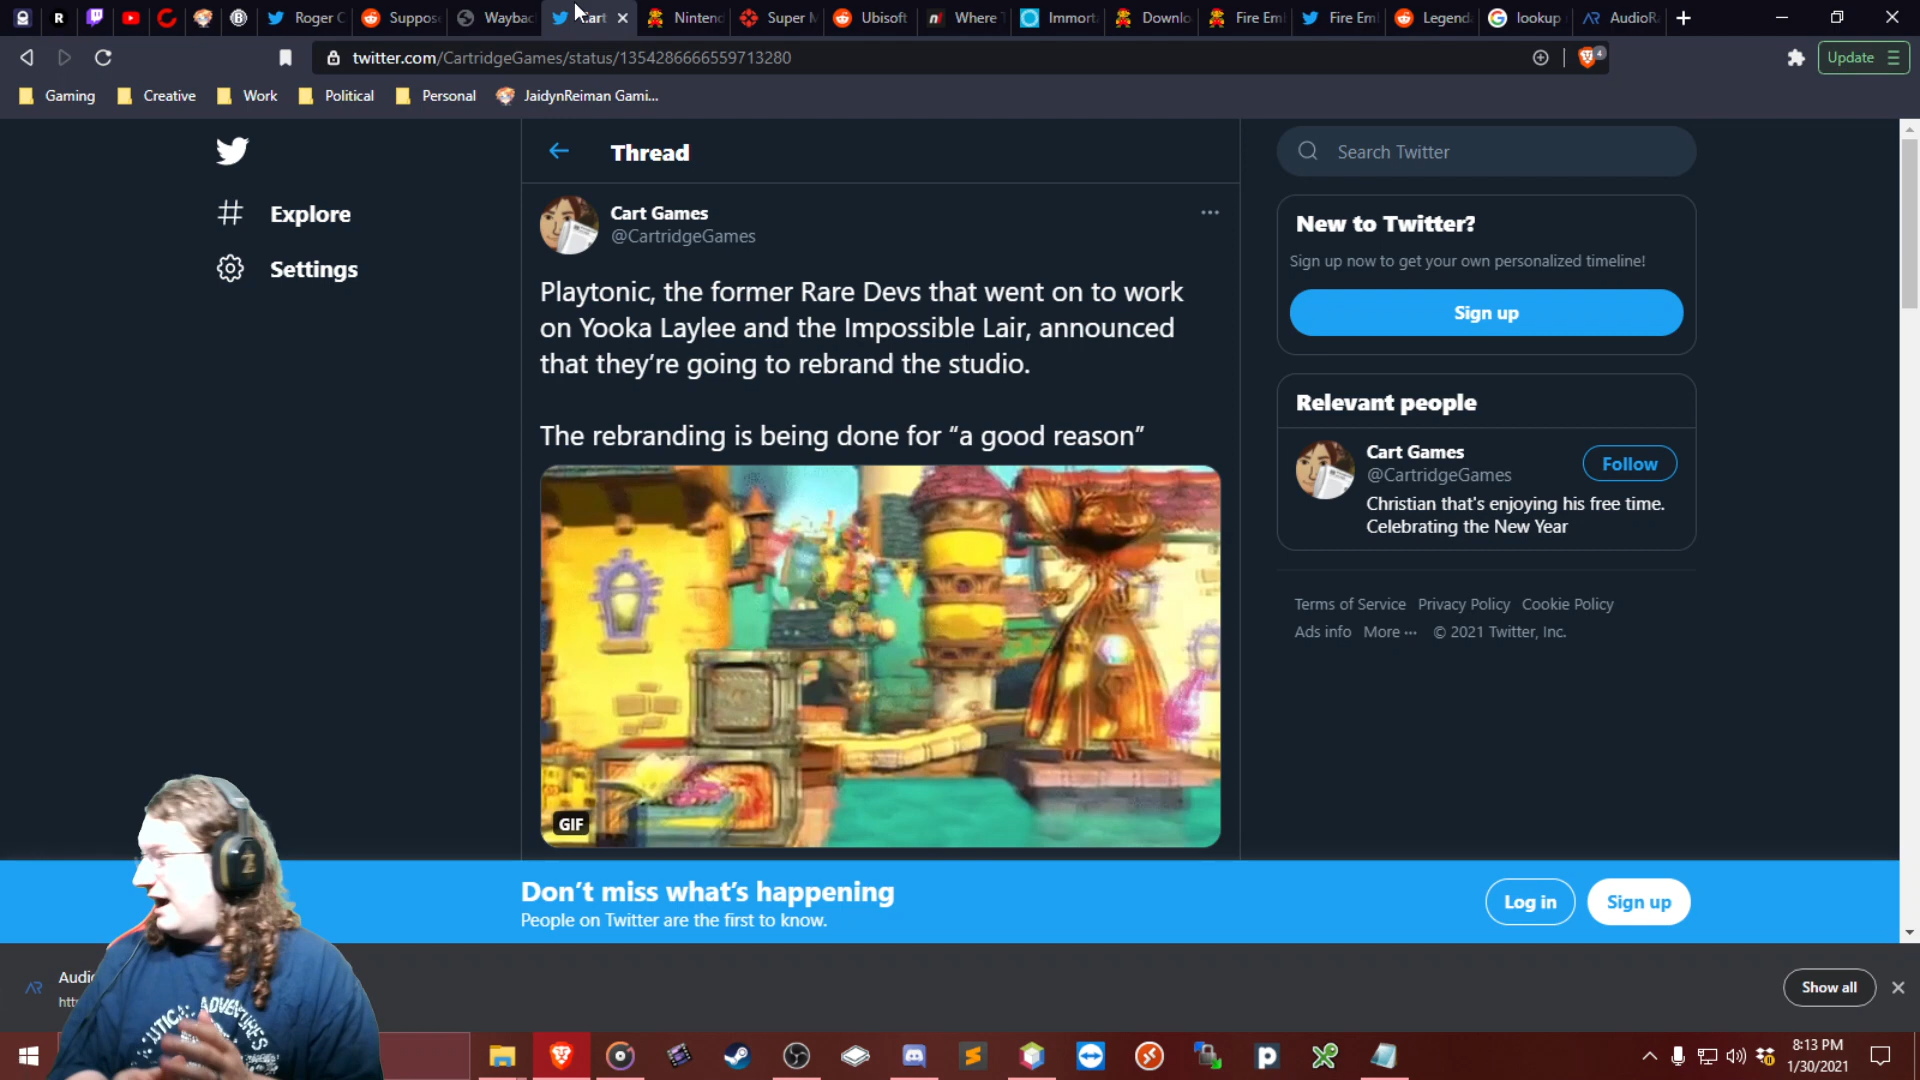 Roger C
Suppos
Waybac
Cart
Nintend
Super M
Ubisoft
Where T
Immort
Downlo
Fire Em
Fire Em
Legend
lookup
AudioR
twitter.com/CartridgeGames/status/1354286666559713280
4
Update
Gaming
Creative
Work
Political
Personal
JaidynReiman Gami...
Explore
Settings
Thread
Cart Games
@CartridgeGames
Playtonic, the former Rare Devs that went on to work
on Yooka Laylee and the Impossible Lair, announced
that they're going to rebrand the studio.
The rebranding is being done for “a good reason”
GIF
Search Twitter
New to Twitter?
Sign up now to get your own personalized timeline!
Sign up
Relevant people
Cart Games
@CartridgeGames
Follow
Christian that's enjoying his free time.
Celebrating the New Year
Terms of Service Privacy Policy Cookie Policy
Ads info More ··· © 2021 Twitter, Inc.
Don't miss what's happening
People on Twitter are the first to know.
Log in
Sign up
Audio
htt
Show all
8:13 PM
1/30/2021